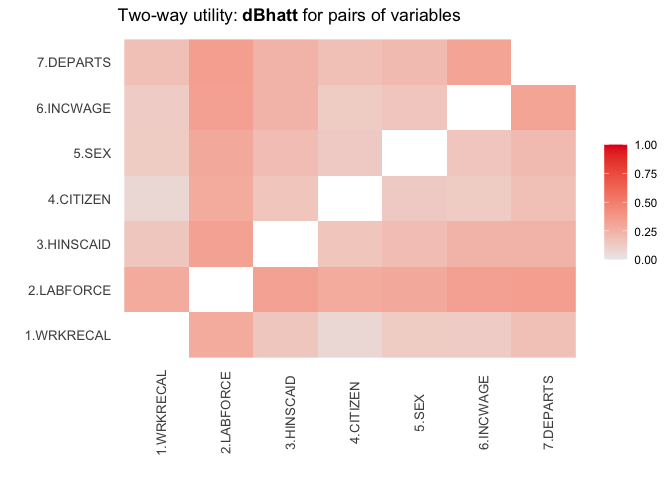 Two-way utility: dBhatt for pairs of variables
7.DEPARTS
6.INCWAGE
5.SEX
4.CITIZEN
3.HINSCAID
2.LABFORCE
1.WRKRECAL
1.WRKRECAL
2.LABFORCE
3.HINSCAID
4.CITIZEN
5.SEX
6.INCWAGE
7.DEPARTS
1.00
0.75
0.50
0.25
0.00